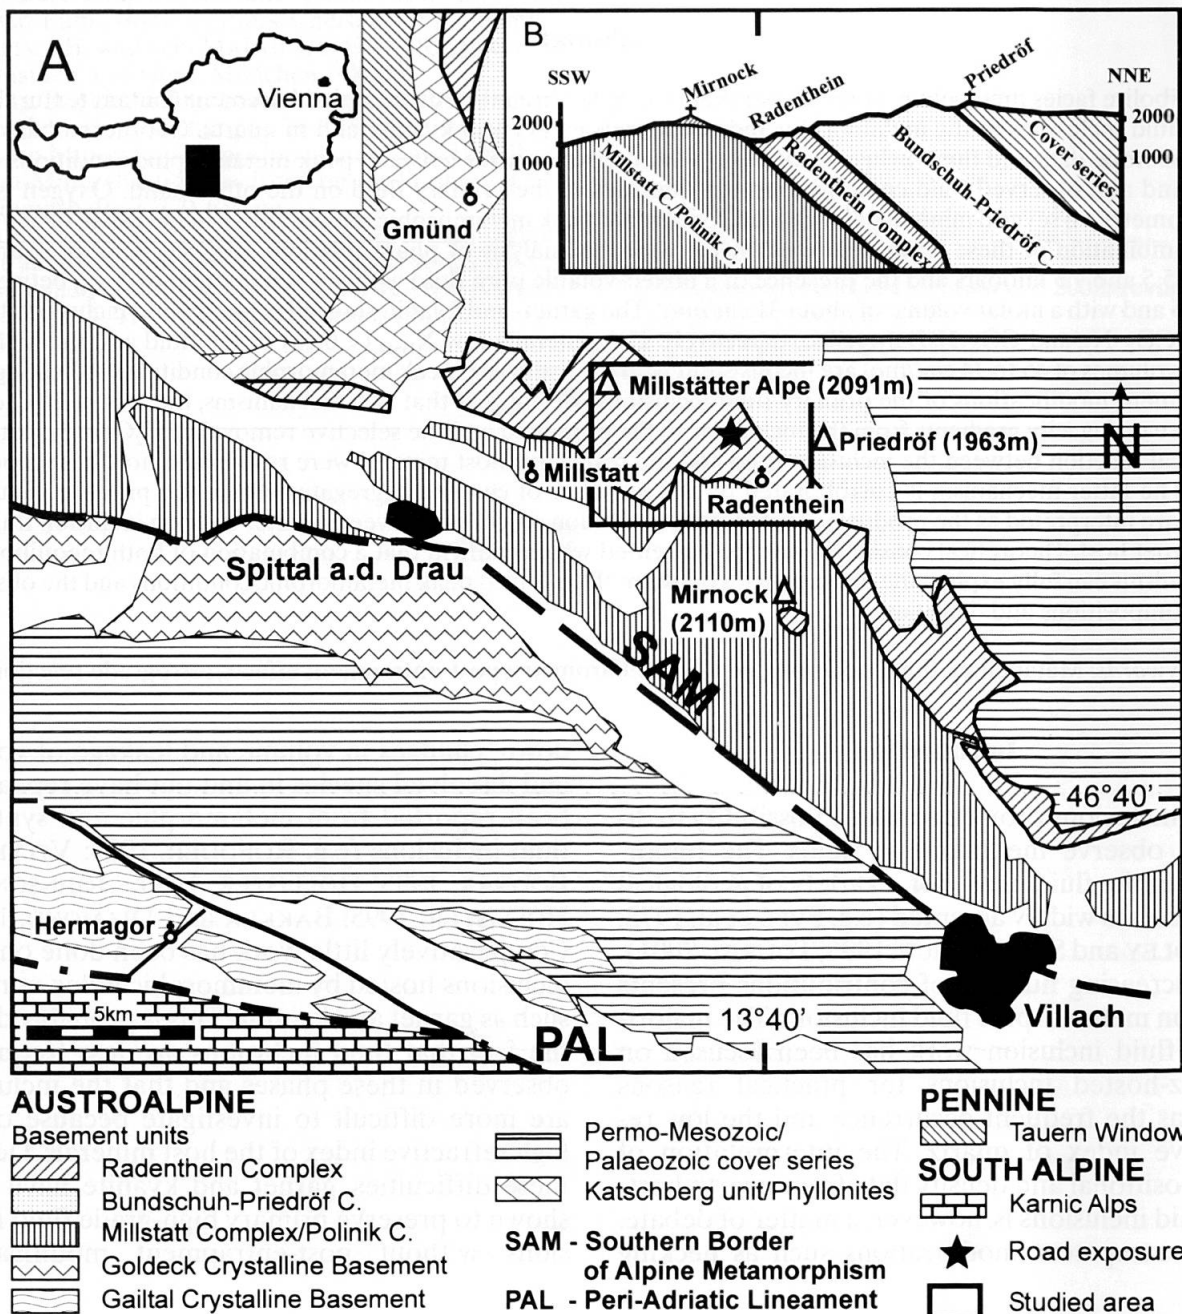 A
Vienna
B
SSW
Mirnock
Radenthein
Priedröf
NNE
2000
1000
2000
1000
Millstatt C./Polinik C.
Radenthein Complex
Bundschuh-Priedröf C.
Cover series
Gmünd
Millstätter Alpe (2091m)
Priedröf (1963m)
N
Millstatt
Radenthein
Spittal a.d. Drau
Mirnock
(2110m)
SAM
46°40'
Hermagor
5km
PAL
13°40'
Villach
AUSTROALPINE
Basement units
Radenthein Complex
Bundschuh-Priedröf C.
Millstatt Complex/Polinik C.
Goldeck Crystalline Basement
Gailtal Crystalline Basement
Permo-Mesozoic/
Palaeozoic cover series
Katschberg unit/Phyllonites
SAM - Southern Border
of Alpine Metamorphism
PAL - Peri-Adriatic Lineament
PENNINE
Tauern Window
SOUTH ALPINE
Karnic Alps
Road exposure
Studied area